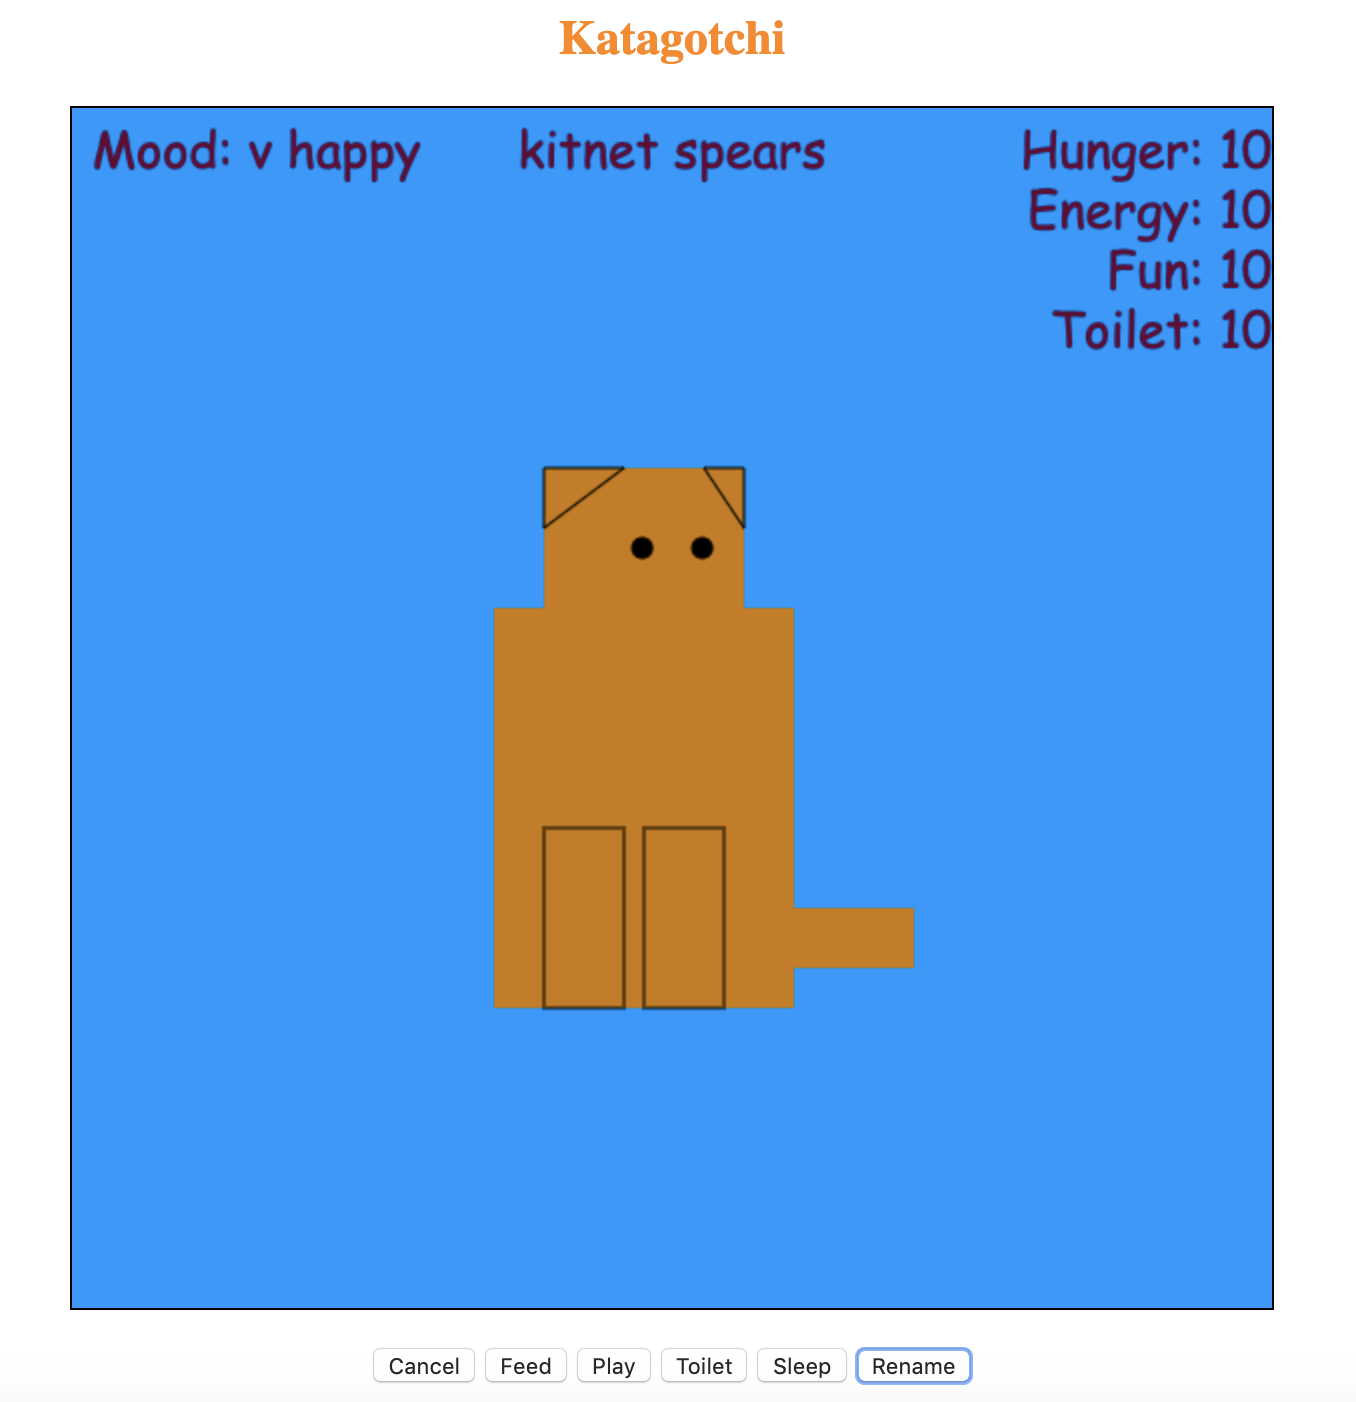 Katagotchi
Mood: v happy
kitnet spears
Hunger: 10
Energy: 10
Fun: 10
Toilet: 10
Cancel Feed Play Toilet Sleep Rename